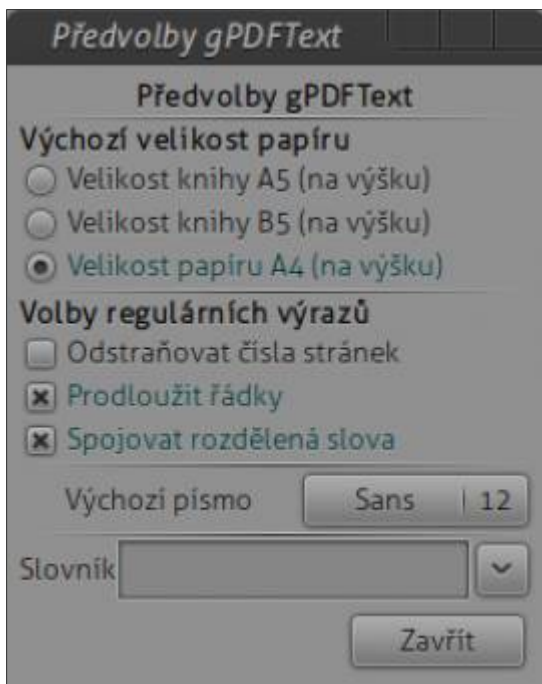 Předvolby gPDFText
Předvolby gPDFText
Výchozí velikost papíru
Velikost knihy A5 (na výšku)
Velikost knihy B5 (na výšku)
Velikost papíru A4 (na výšku)
Volby regulárních výrazů
Odstraňovat čísla stránek
Prodloužit řádky
Spojovat rozdělená slova
Výchozí písmo Sans 12
Slovník
Zavřít